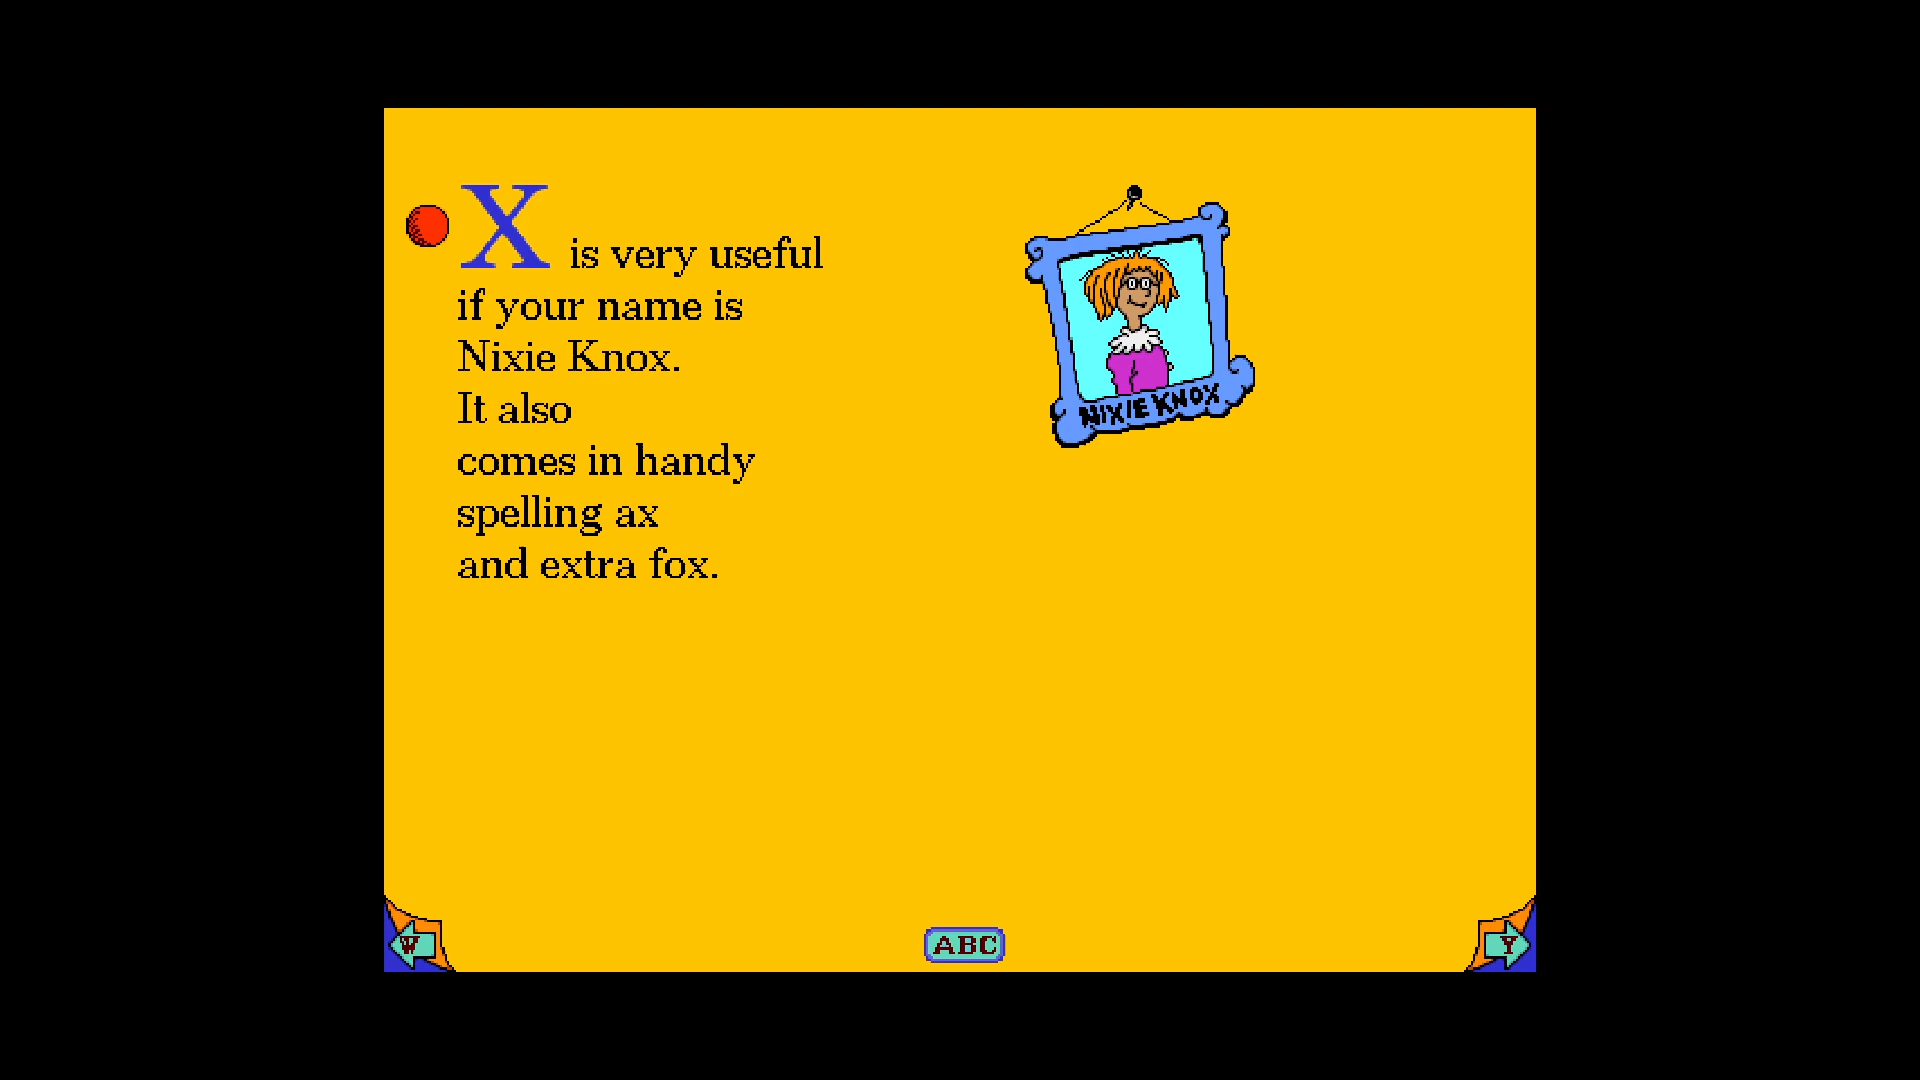 X is very useful
if your name is
Nixie Knox.
It also
comes in handy
spelling ax
and extra fox.
NIXIE KNOX
W
ABC
Y